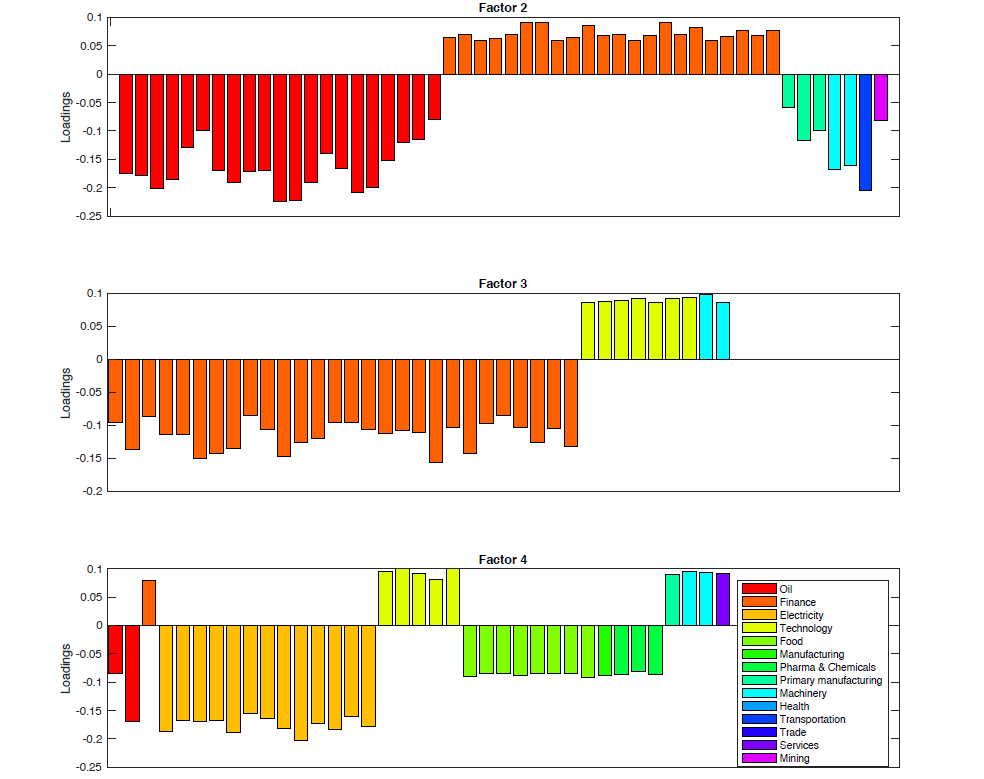 Factor 2
0.1
0.05
0
-0.05
-0.1
-0.15
-0.2
-0.25
Loadings
Factor 3
0.1
0.05
0
-0.05
-0.1
-0.15
-0.2
Loadings
Factor 4
0.1
0.05
0
-0.05
-0.1
-0.15
-0.2
-0.25
Loadings
Oil
Finance
Electricity
Technology
Food
Manufacturing
Pharma & Chemicals
Primary manufacturing
Machinery
Health
Transportation
Trade
Services
Mining